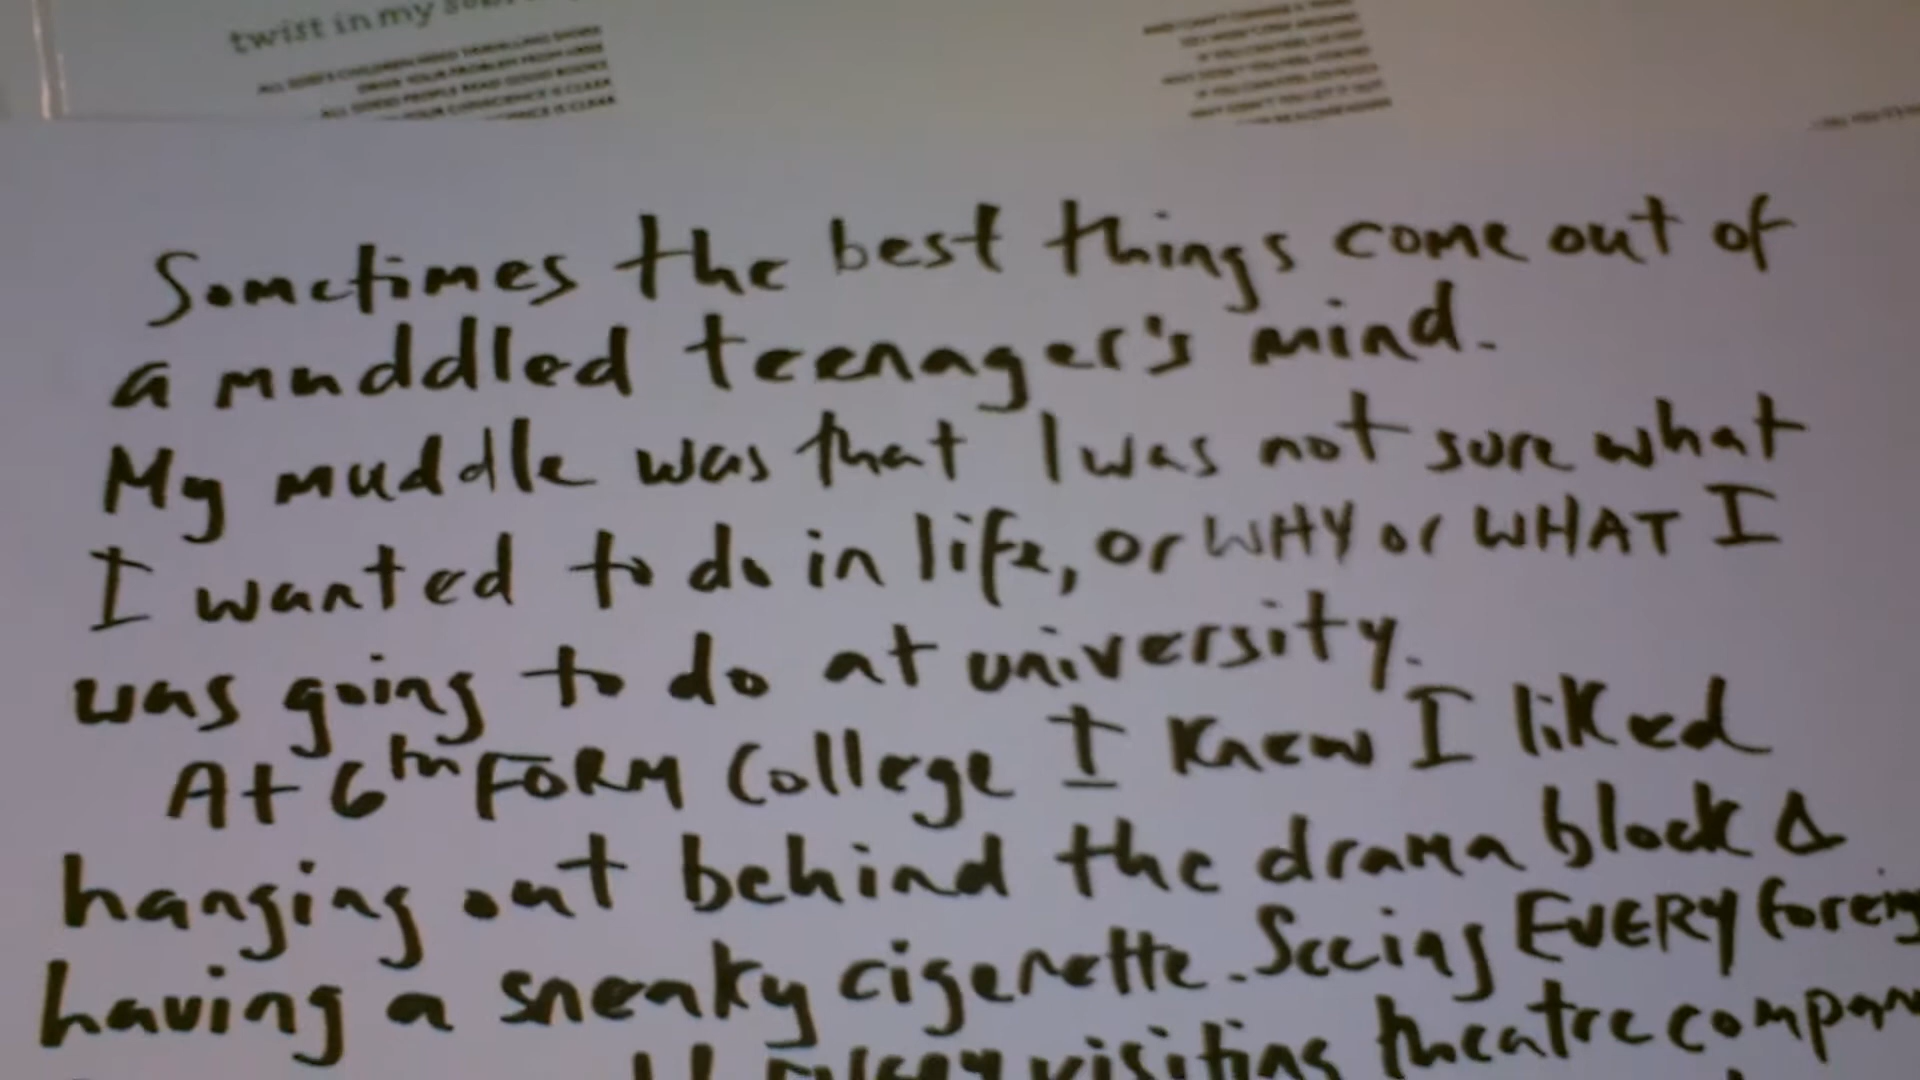 twist in my
Sometimes the best things come out of
a muddled teenager's mind.
My muddle was that I was not sure what
I wanted to do in life, or WHY or WHAT I
was going to do at university.
At 6th FORM College I knew I liked
hanging out behind the drama block &
having a sneaky cigerette. Seeing EVERY foreig
visiting theatre compan